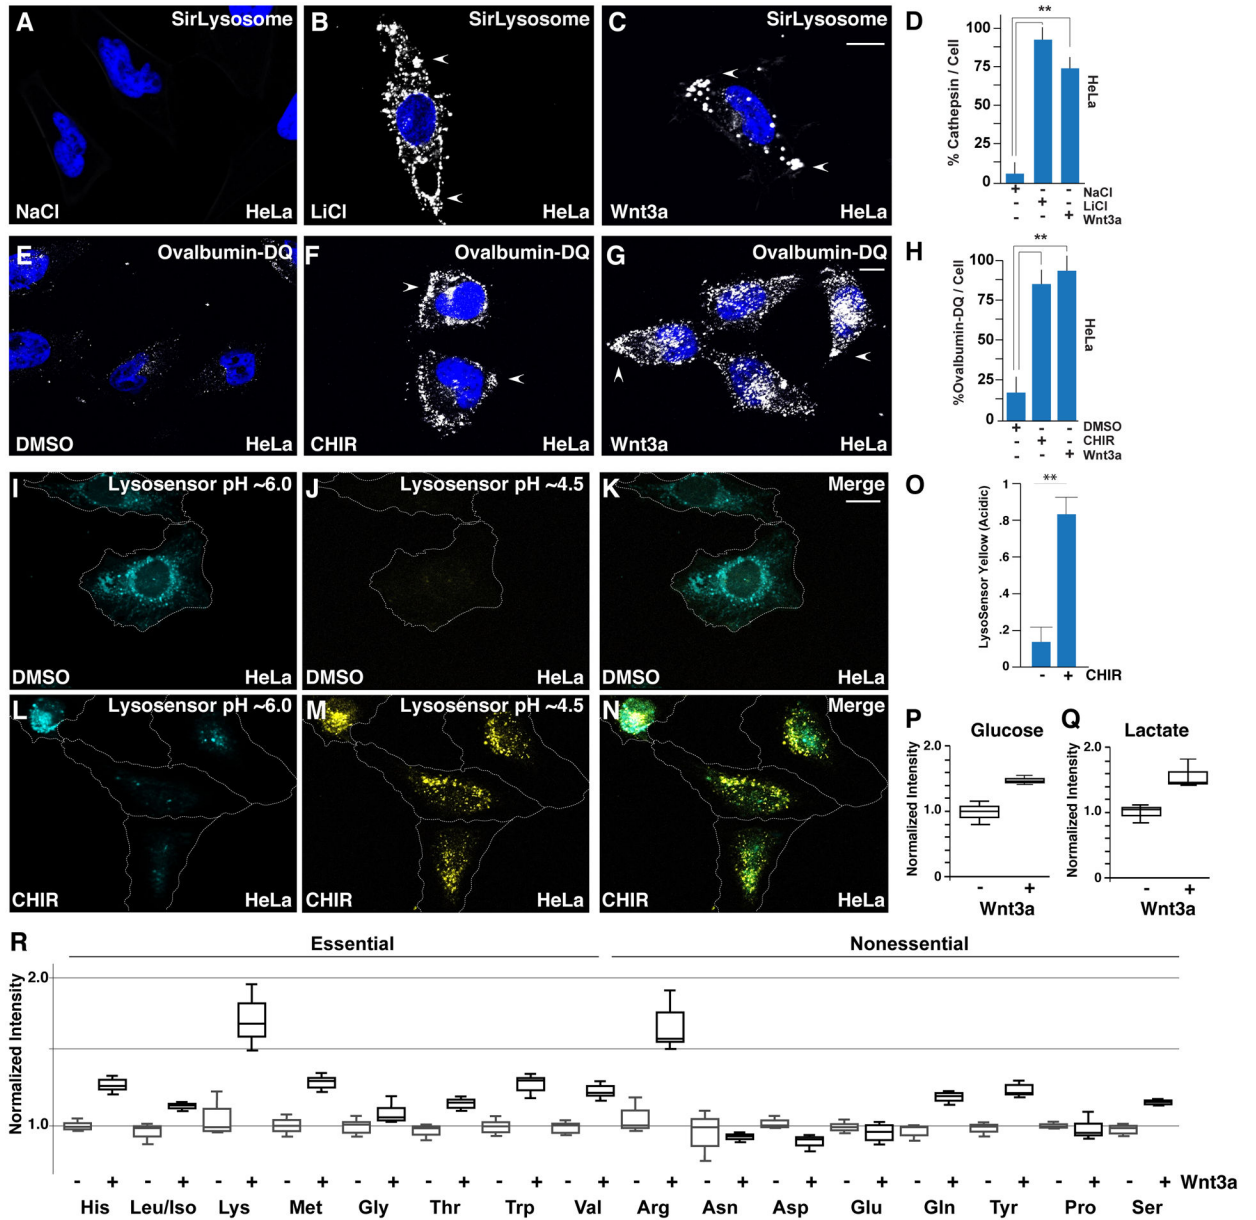 A SirLysosome
NaCl HeLa
B SirLysosome
LiCl HeLa
C SirLysosome
Wnt3a HeLa
D
**
% Cathepsin / Cell
100
75
50
25
0
HeLa
+ - - NaCl
- + - LiCl
- - + Wnt3a
E Ovalbumin-DQ
DMSO HeLa
F Ovalbumin-DQ
CHIR HeLa
G Ovalbumin-DQ
Wnt3a HeLa
H
**
%Ovalbumin-DQ / Cell
100
75
50
25
0
HeLa
+ - - DMSO
- + - CHIR
- - + Wnt3a
I Lysosensor pH ~6.0
DMSO HeLa
J Lysosensor pH ~4.5
DMSO HeLa
K Merge
DMSO HeLa
L Lysosensor pH ~6.0
CHIR HeLa
M Lysosensor pH ~4.5
CHIR HeLa
N Merge
CHIR HeLa
O
**
LysoSensor Yellow (Acidic)
1
.8
.6
.4
.2
0
- + CHIR
P Glucose
Normalized Intensity
2.0
1.0
0
- +
Wnt3a
Q Lactate
Normalized Intensity
2.0
1.0
0
- +
Wnt3a
R
Essential Nonessential
Normalized Intensity
2.0
1.0
- + - + - + - + - + - + - + - + - + - + - + - + - + - + - + - + Wnt3a
His Leu/Iso Lys Met Gly Thr Trp Val Arg Asn Asp Glu Gln Tyr Pro Ser